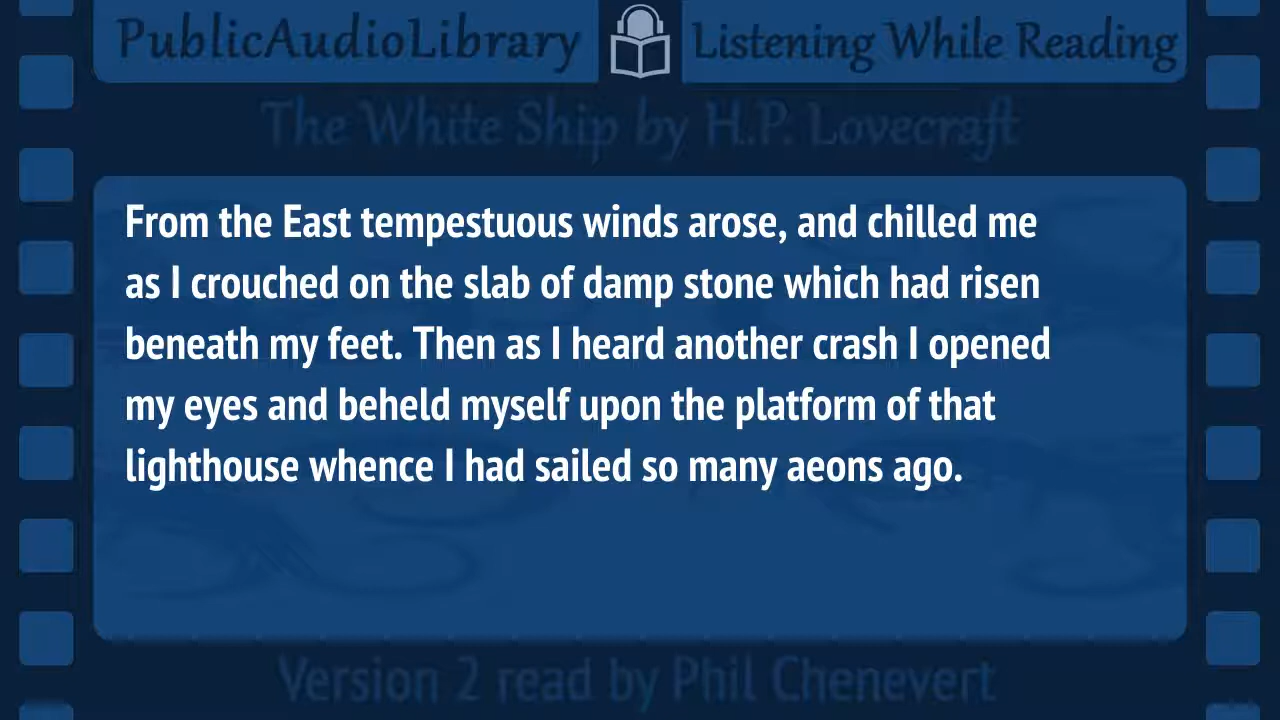 PublicAudioLibrary Listening While Reading
The White Ship by H.P. Lovecraft
From the East tempestuous winds arose, and chilled me
as I crouched on the slab of damp stone which had risen
beneath my feet. Then as I heard another crash I opened
my eyes and beheld myself upon the platform of that
lighthouse whence I had sailed so many aeons ago.
Version 2 read by Phil Chenevert